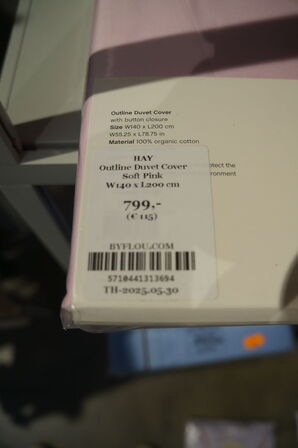 Outline Duvet Cover
with button closure
Size W140 x L200 cm
W55.25 x L78.75 in
Material 100% organic cotton
HAY
Outline Duvet Cover
Soft Pink
W140 x L200 cm
799,-
(€ 115)
BYFLOU.COM
5710441313694
TH-2025.05.30
the